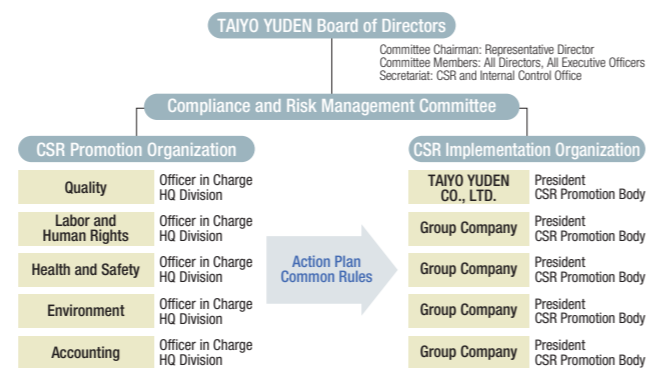 TAIYO YUDEN Board of Directors
Committee Chairman: Representative Director
Committee Members: All Directors, All Executive Officers
Secretariat: CSR and Internal Control Office
Compliance and Risk Management Committee
CSR Promotion Organization
Quality
Officer in Charge
HQ Division
Labor and
Human Rights
Officer in Charge
HQ Division
Health and Safety
Officer in Charge
HQ Division
Environment
Officer in Charge
HQ Division
Accounting
Officer in Charge
HQ Division
Action Plan
Common Rules
CSR Implementation Organization
TAIYO YUDEN
CO., LTD.
President
CSR Promotion Body
Group Company
President
CSR Promotion Body
Group Company
President
CSR Promotion Body
Group Company
President
CSR Promotion Body
Group Company
President
CSR Promotion Body